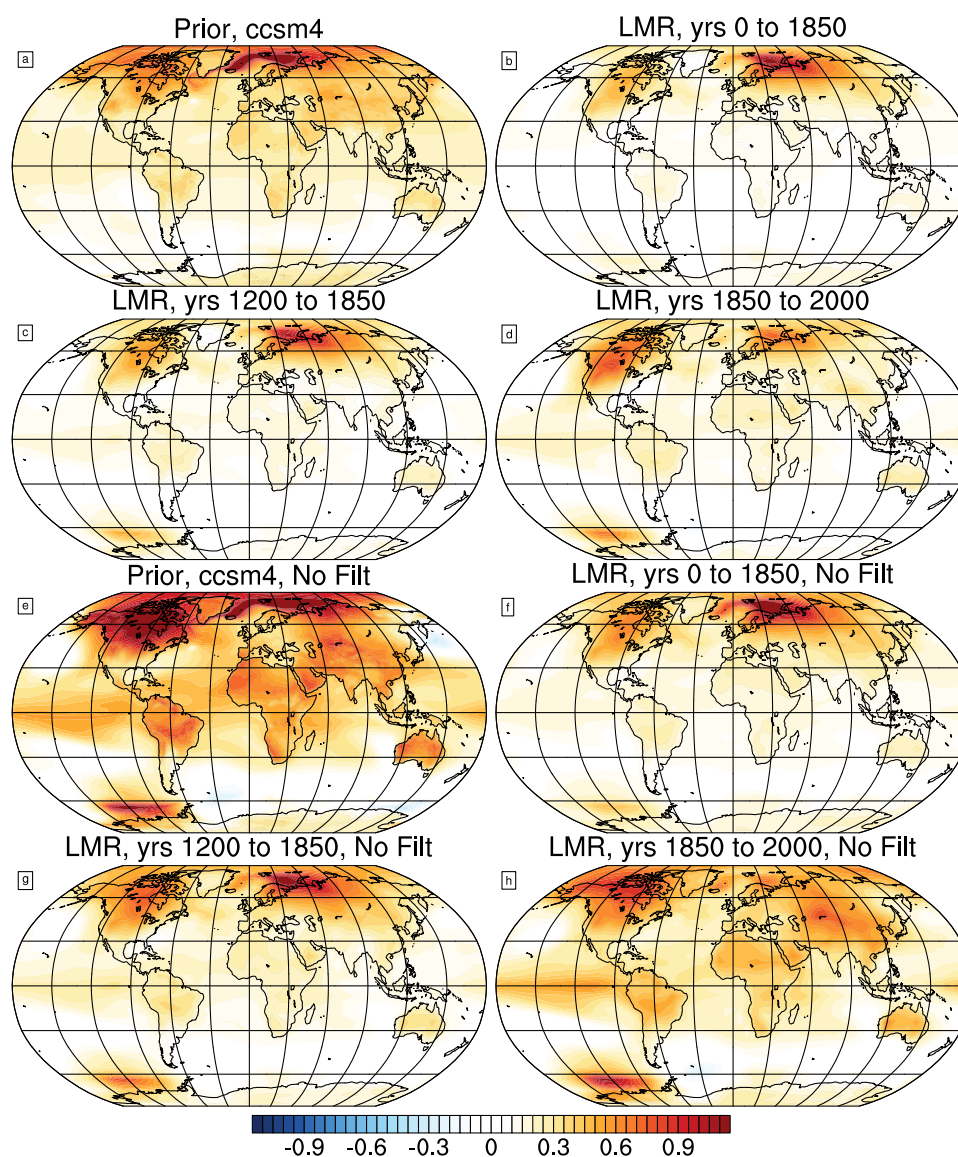 Prior, ccsm4
LMR, yrs 0 to 1850
a
b
LMR, yrs 1200 to 1850
LMR, yrs 1850 to 2000
c
d
Prior, ccsm4, No Filt
LMR, yrs 0 to 1850, No Filt
e
f
LMR, yrs 1200 to 1850, No Filt
LMR, yrs 1850 to 2000, No Filt
g
h
-0.9 -0.6 -0.3 0 0.3 0.6 0.9